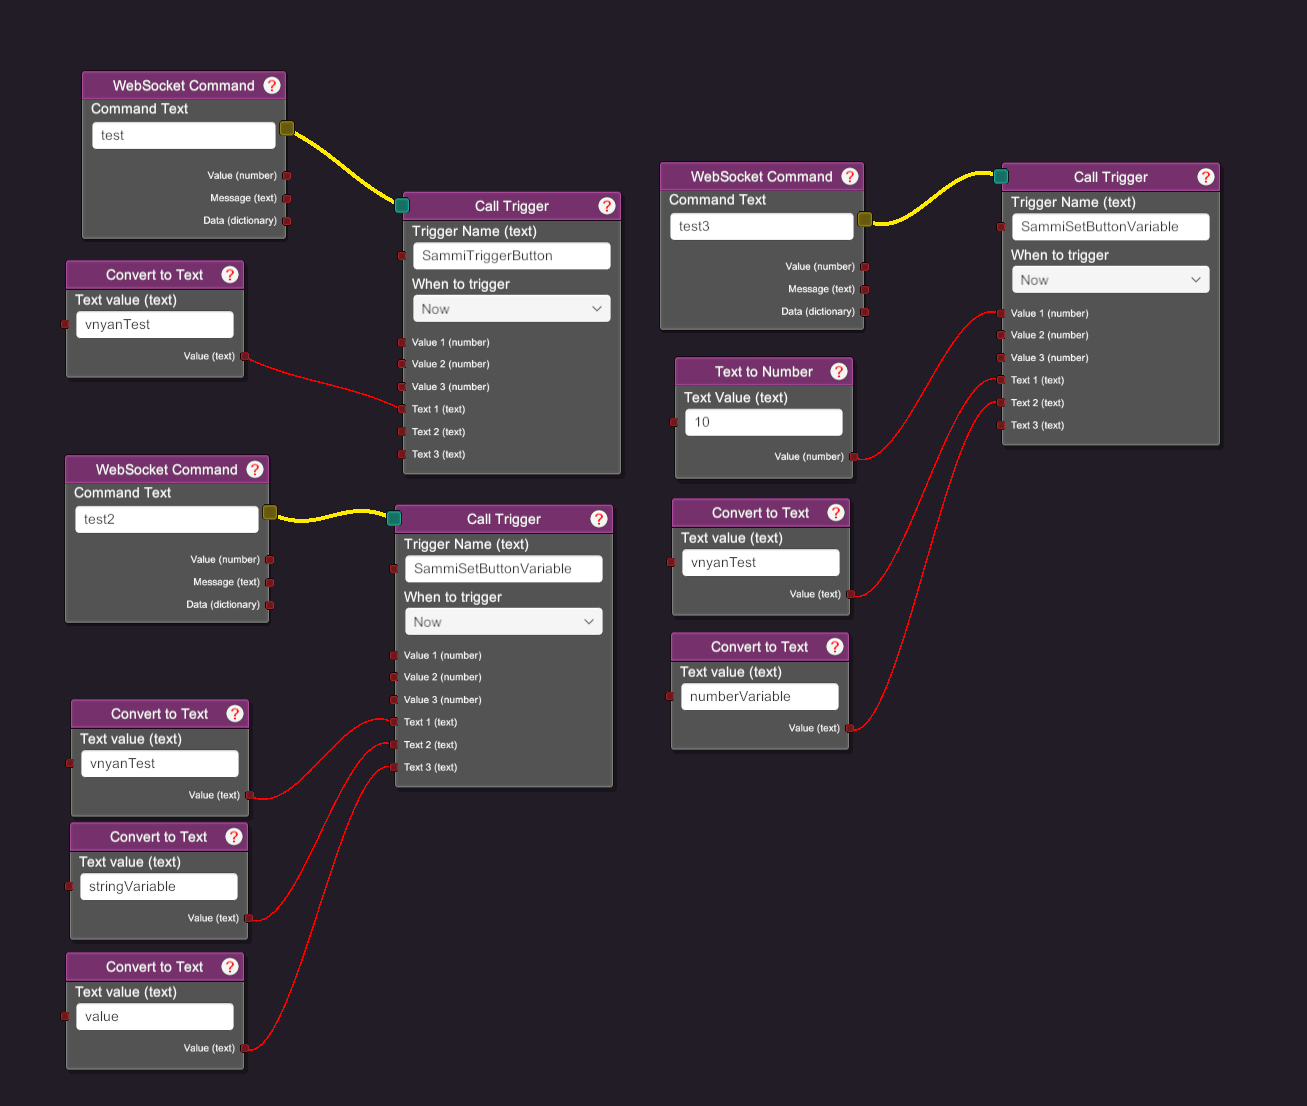 WebSocket Command ?
Command Text
test
Value (number)
Message (text)
Data (dictionary)
Convert to Text ?
Text value (text)
vnyanTest
Value (text)
Call Trigger ?
Trigger Name (text)
SammiTriggerButton
When to trigger
Now
Value 1 (number)
Value 2 (number)
Value 3 (number)
Text 1 (text)
Text 2 (text)
Text 3 (text)
WebSocket Command ?
Command Text
test2
Value (number)
Message (text)
Data (dictionary)
Call Trigger ?
Trigger Name (text)
SammiSetButtonVariable
When to trigger
Now
Value 1 (number)
Value 2 (number)
Value 3 (number)
Text 1 (text)
Text 2 (text)
Text 3 (text)
Convert to Text ?
Text value (text)
vnyanTest
Value (text)
Convert to Text ?
Text value (text)
stringVariable
Value (text)
Convert to Text ?
Text value (text)
value
Value (text)
WebSocket Command ?
Command Text
test3
Value (number)
Message (text)
Data (dictionary)
Call Trigger ?
Trigger Name (text)
SammiSetButtonVariable
When to trigger
Now
Value 1 (number)
Value 2 (number)
Value 3 (number)
Text 1 (text)
Text 2 (text)
Text 3 (text)
Text to Number ?
Text Value (text)
10
Value (number)
Convert to Text ?
Text value (text)
vnyanTest
Value (text)
Convert to Text ?
Text value (text)
numberVariable
Value (text)